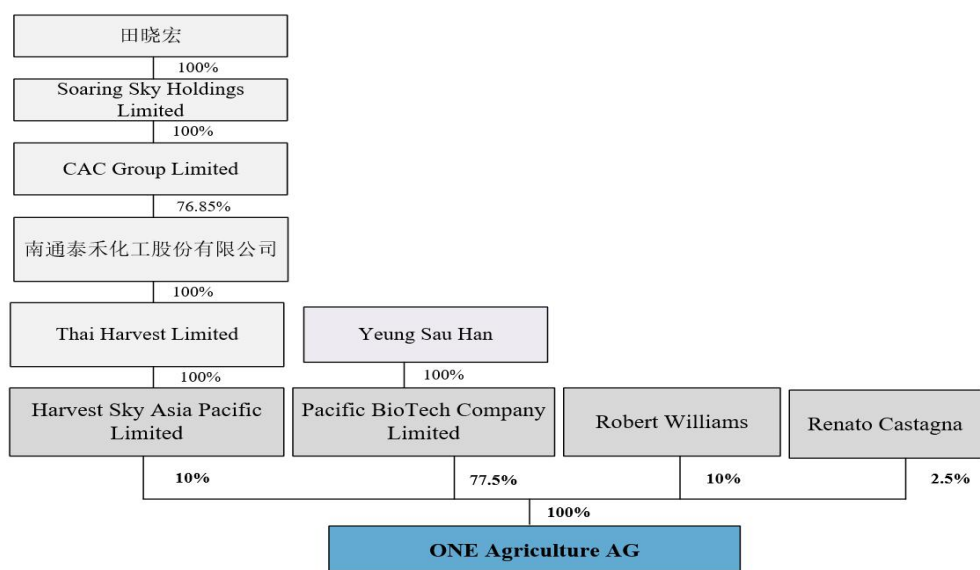 田晓宏
100%
Soaring Sky Holdings
Limited
100%
CAC Group Limited
76.85%
南通泰禾化工股份有限公司
100%
Thai Harvest Limited
Yeung Sau Han
100%
100%
Harvest Sky Asia Pacific
Limited
Pacific BioTech Company
Limited
Robert Williams
Renato Castagna
10%
77.5%
10%
2.5%
100%
ONE Agriculture AG